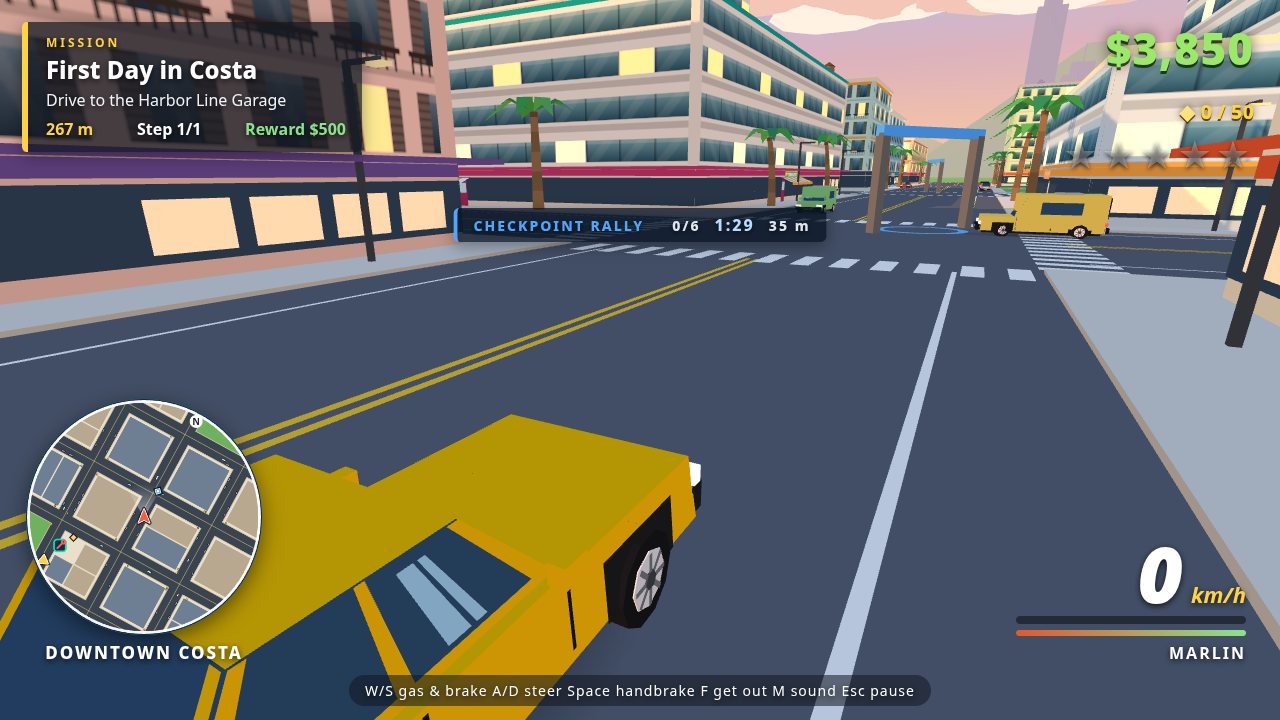 MISSION
First Day in Costa
Drive to the Harbor Line Garage
267 m Step 1/1 Reward $500
$3,850
0 / 50
CHECKPOINT RALLY 0/6 1:29 35 m
N
DOWNTOWN COSTA
0 km/h
MARLIN
W/S gas & brake A/D steer Space handbrake F get out M sound Esc pause